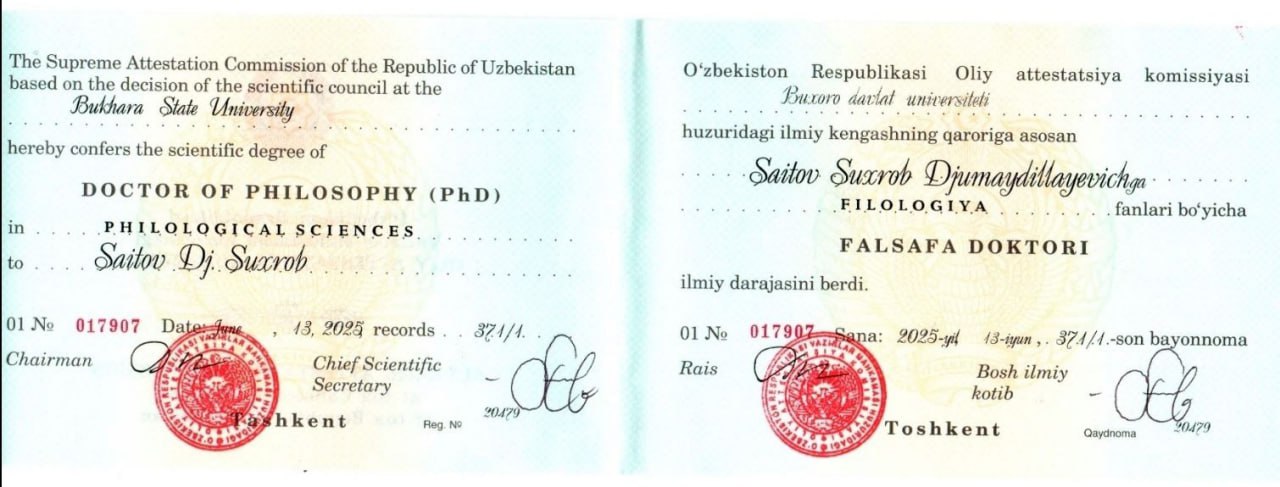 The Supreme Attestation Commission of the Republic of Uzbekistan
based on the decision of the scientific council at the
Bukhara State University
hereby confers the scientific degree of
DOCTOR OF PHILOSOPHY (PhD)
in PHILOLOGICAL SCIENCES
to Saitov Dj. Suxrob
01 № 017907 Date: June, 13, 2025 records 371/1.
Chairman
Chief Scientific
Secretary
Tashkent
Reg. № 20479
O‘zbekiston Respublikasi Oliy attestatsiya komissiyasi
Buxoro davlat universiteti
huzuridagi ilmiy kengashning qaroriga asosan
Saitov Suxrob Djumaydillayevichga
FILOLOGIYA fanlari bo‘yicha
FALSAFA DOKTORI
ilmiy darajasini berdi.
01 № 017907 Sana: 2025-yil 13-iyun, 371/1.-son bayonnoma
Rais
Bosh ilmiy
kotib
Toshkent
Qaydnoma 20479